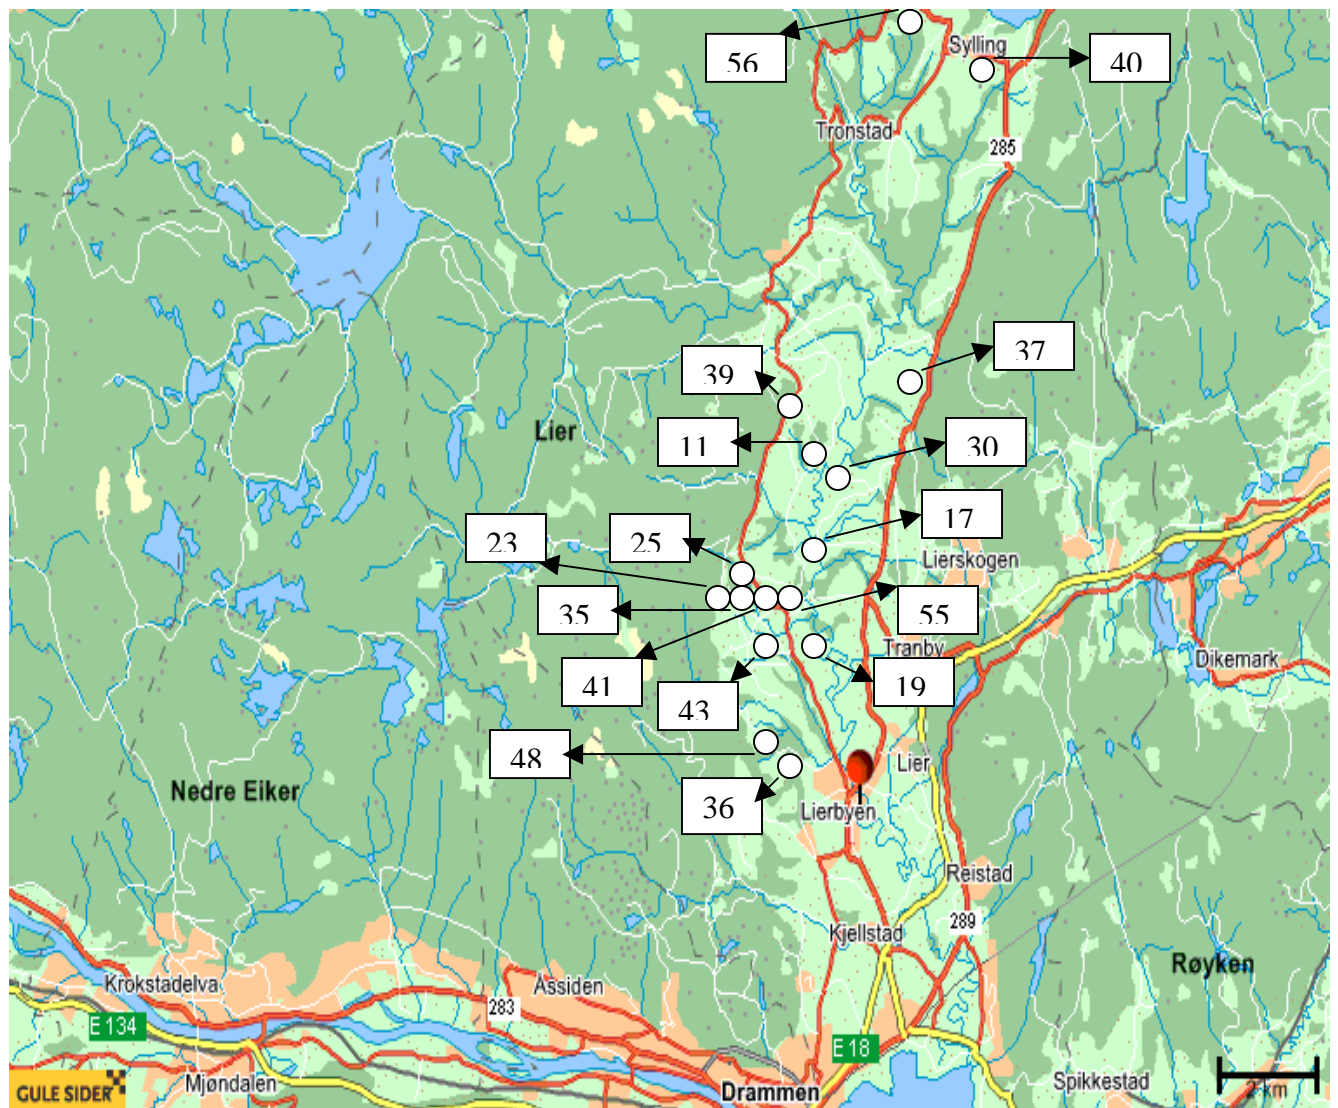 Sylling
56
40
Tronstad
285
37
39
Lier
11
30
17
23
25
Lierskogen
35
55
Tranby
Dikemark
41
19
43
48
Lier
Nedre Eiker
36
Lierbyen
Reistad
289
Kjellstad
Røyken
Krokstadelva
Åssiden
283
E 134
E 18
Mjøndalen
Drammen
Spikkestad
2 km
GULE SIDER